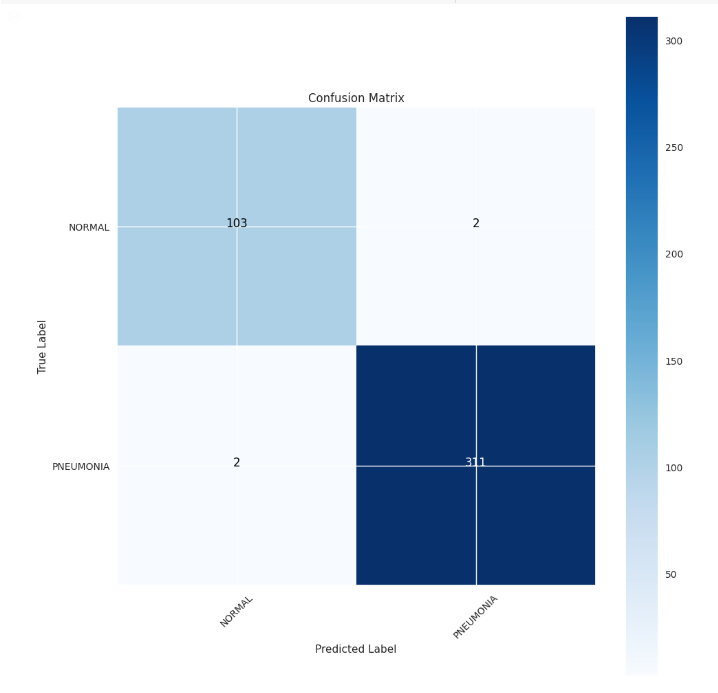 Confusion Matrix
NORMAL
103
2
PNEUMONIA
2
311
True Label
NORMAL
PNEUMONIA
Predicted Label
300
250
200
150
100
50